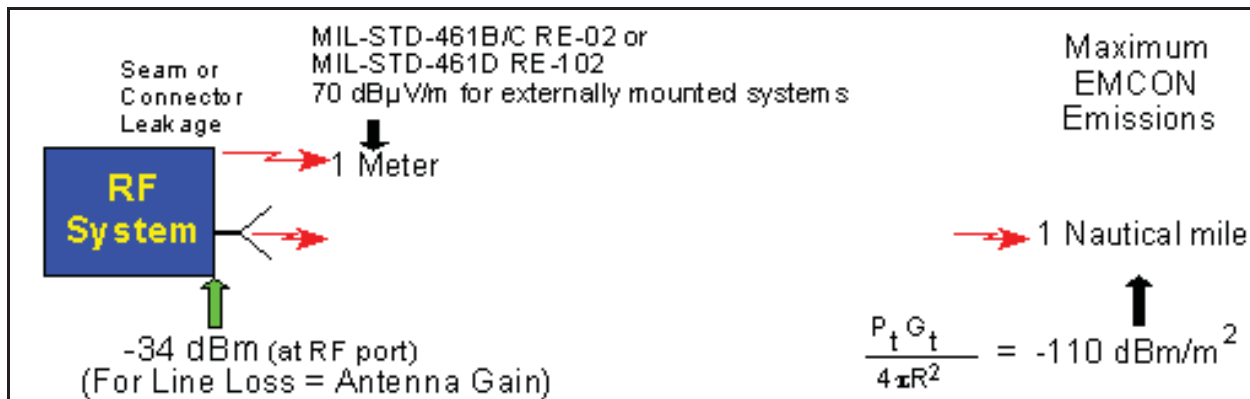 MIL-STD-461B/C RE-02 or
MIL-STD-461D RE-102
70 dBµV/m for externally mounted systems
Seam or
Connector
Leakage
Maximum
EMCON
Emissions
1 Meter
RF
System
1 Nautical mile
-34 dBm (at RF port)
(For Line Loss = Antenna Gain)
P_t G_t
4πR² = -110 dBm/m²